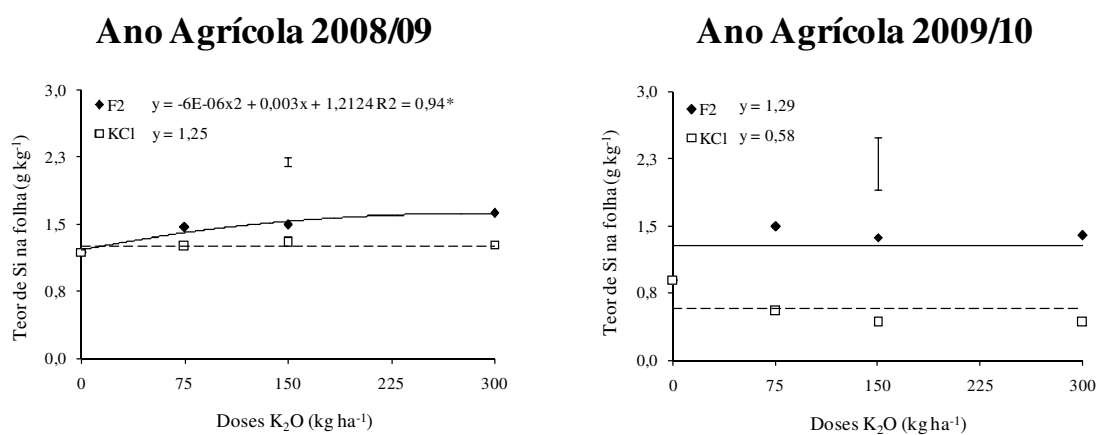 Ano Agrícola 2008/09
3,0
2,3
1,5
0,8
0,0
Teor de Si na folha (g kg-1)
F2 y = -6E-06x2 + 0,003x + 1,2124 R2 = 0,94*
KCl y = 1,25
0 75 150 225 300
Doses K2O (kg ha-1)
Ano Agrícola 2009/10
3,0
2,3
1,5
0,8
0,0
Teor de Si na folha (g kg-1)
F2 y = 1,29
KCl y = 0,58
0 75 150 225 300
Doses K2O (kg ha-1)